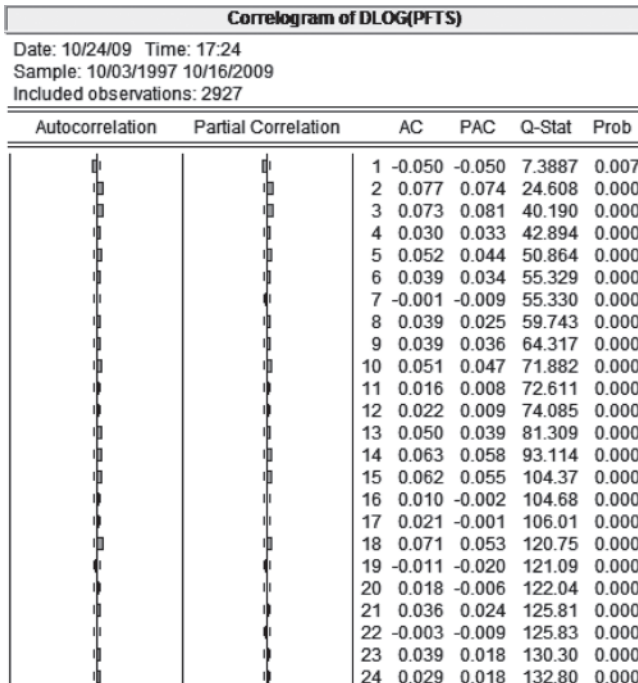 Correlogram of DLOG(PFTS)
Date: 10/24/09 Time: 17:24
Sample: 10/03/1997 10/16/2009
Included observations: 2927
Autocorrelation Partial Correlation AC PAC Q-Stat Prob
1 -0.050 -0.050 7.3887 0.007
2 0.077 0.074 24.608 0.000
3 0.073 0.081 40.190 0.000
4 0.030 0.033 42.894 0.000
5 0.052 0.044 50.864 0.000
6 0.039 0.034 55.329 0.000
7 -0.001 -0.009 55.330 0.000
8 0.039 0.025 59.743 0.000
9 0.039 0.036 64.317 0.000
10 0.051 0.047 71.882 0.000
11 0.016 0.008 72.611 0.000
12 0.022 0.009 74.085 0.000
13 0.050 0.039 81.309 0.000
14 0.063 0.058 93.114 0.000
15 0.062 0.055 104.37 0.000
16 0.010 -0.002 104.68 0.000
17 0.021 -0.001 106.01 0.000
18 0.071 0.053 120.75 0.000
19 -0.011 -0.020 121.09 0.000
20 0.018 -0.006 122.04 0.000
21 0.036 0.024 125.81 0.000
22 -0.003 -0.009 125.83 0.000
23 0.039 0.018 130.30 0.000
24 0.029 0.018 132.80 0.000